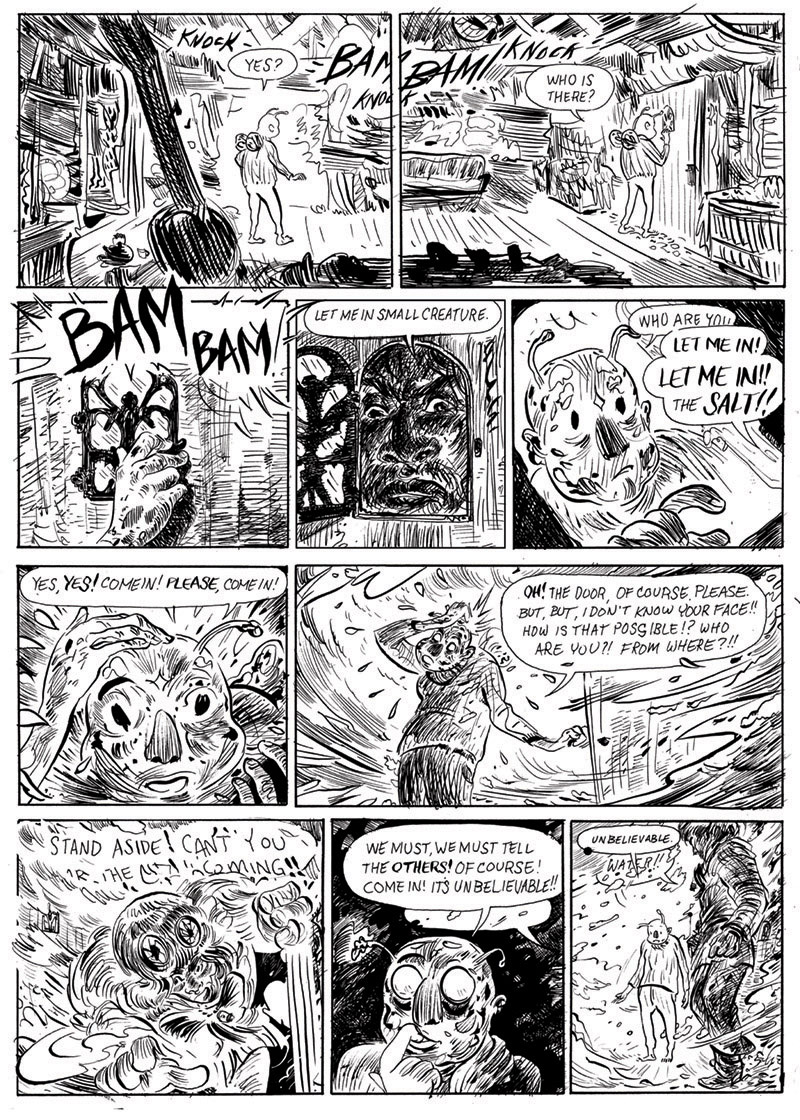 KNOCK-
YES?
BAM
KNOCK
BAM!
KNOCK
WHO IS
THERE?
BAM
BAM!
LET ME IN SMALL CREATURE.
WHO ARE YOU
LET ME IN!
LET ME IN!!
THE SALT!!
YES, YES! COME IN! PLEASE, COME IN!
OH! THE DOOR, OF COURSE, PLEASE.
BUT, BUT, I DON'T KNOW YOUR FACE!!
HOW IS THAT POSSIBLE!? WHO
ARE YOU?! FROM WHERE?!!
STAND ASIDE! CAN'T YOU
THE COMING!!
WE MUST, WE MUST TELL
THE OTHERS! OF COURSE!
COME IN! IT'S UNBELIEVABLE!!
UNBELIEVABLE.
WATER!!